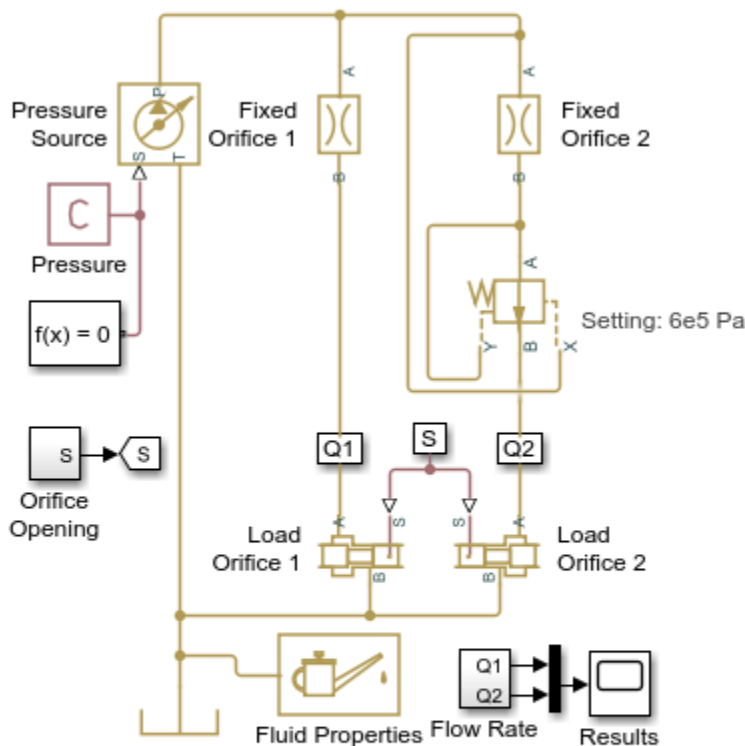 A
A
P
Pressure
Source
Fixed
Orifice 1
Fixed
Orifice 2
S
T
B
B
C
Pressure
A
f(x) = 0
Setting: 6e5 Pa
Y
B
X
S
Q1
S
Q2
S
Orifice
Opening
A
S
S
A
Load
Orifice 1
Load
Orifice 2
B
B
Q1
Q2
Fluid Properties
Flow Rate
Results